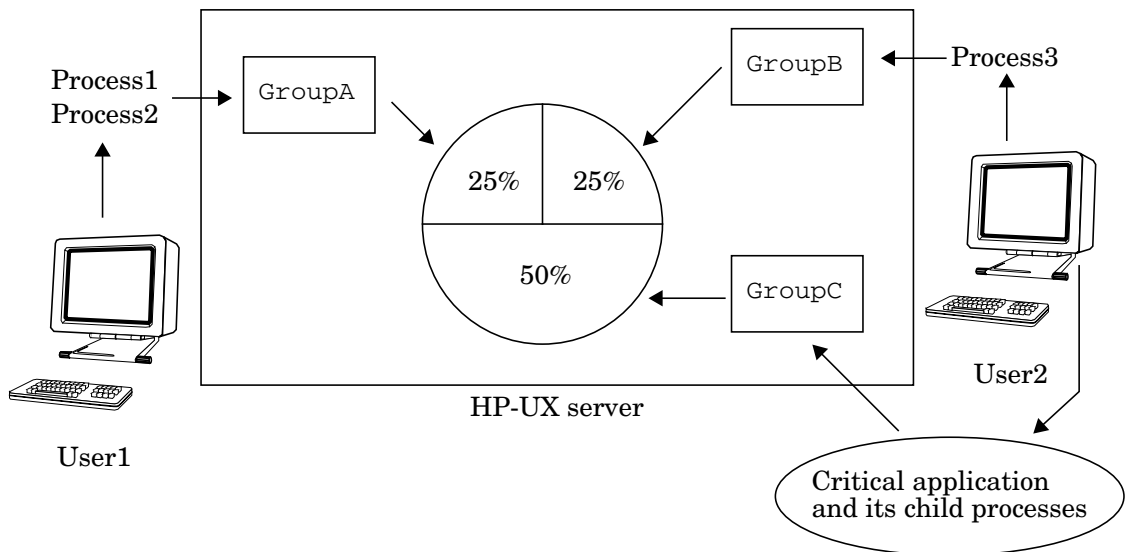 Process1
Process2
GroupA
GroupB
Process3
25%
25%
50%
GroupC
HP-UX server
User1
User2
Critical application
and its child processes